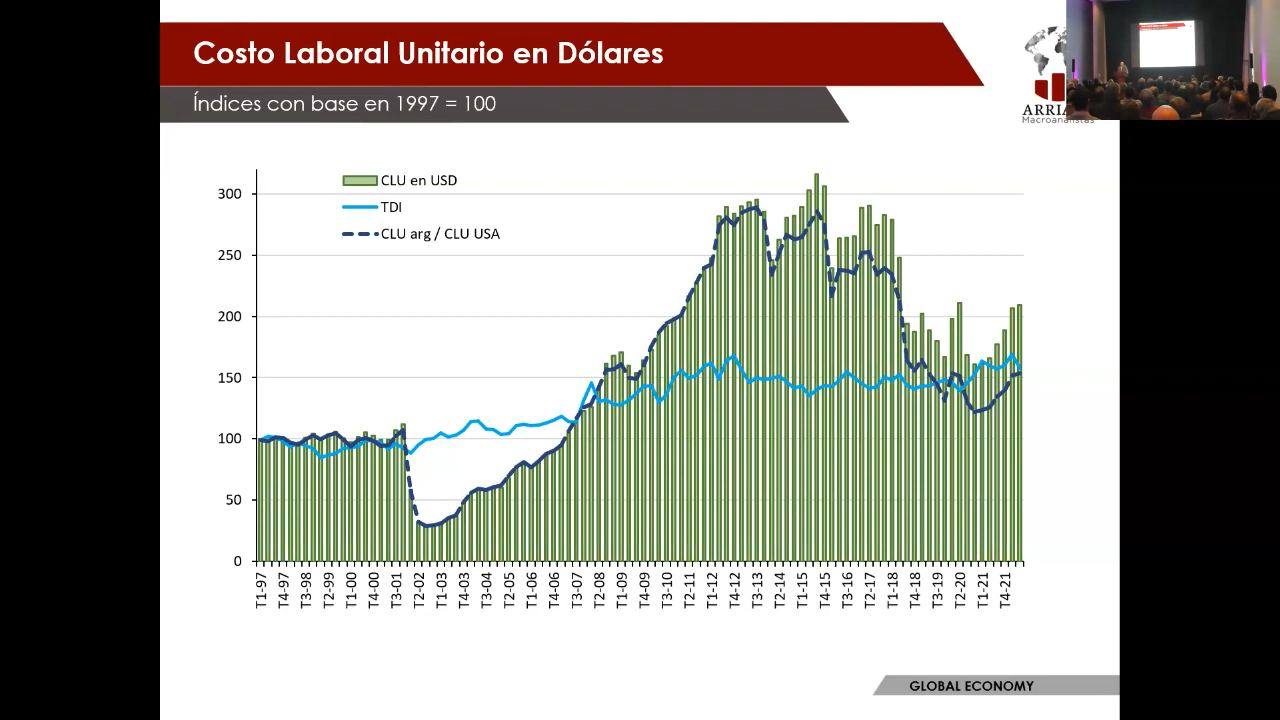 Costo Laboral Unitario en Dólares
Índices con base en 1997 = 100
Macroanalistas
CLU en USD
TDI
CLU arg / CLU USA
300
250
200
150
100
50
0
T1-97
T4-97
T3-98
T2-99
T1-00
T4-00
T3-01
T2-02
T1-03
T4-03
T3-04
T2-05
T1-06
T4-06
T3-07
T2-08
T1-09
T4-09
T3-10
T2-11
T1-12
T4-12
T3-13
T2-14
T1-15
T4-15
T3-16
T2-17
T1-18
T4-18
T3-19
T2-20
T1-21
T4-21
GLOBAL ECONOMY